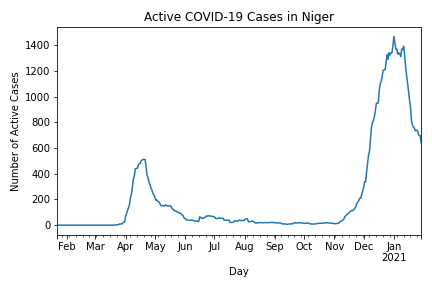 Active COVID-19 Cases in Niger
Number of Active Cases
1400
1200
1000
800
600
400
200
0
Feb Mar Apr May Jun Jul Aug Sep Oct Nov Dec Jan
2021
Day